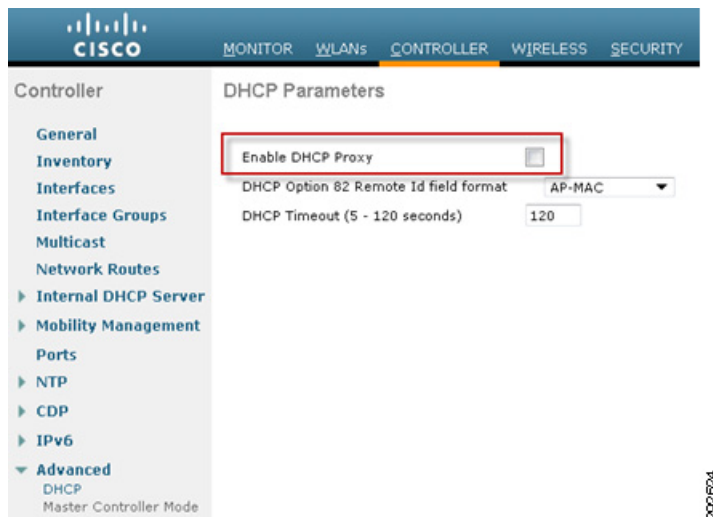 CISCO
MONITOR WLANs CONTROLLER WIRELESS SECURITY
Controller
General
Inventory
Interfaces
Interface Groups
Multicast
Network Routes
Internal DHCP Server
Mobility Management
Ports
NTP
CDP
IPv6
Advanced
DHCP
Master Controller Mode
DHCP Parameters
Enable DHCP Proxy
DHCP Option 82 Remote Id field format AP-MAC
DHCP Timeout (5 - 120 seconds) 120